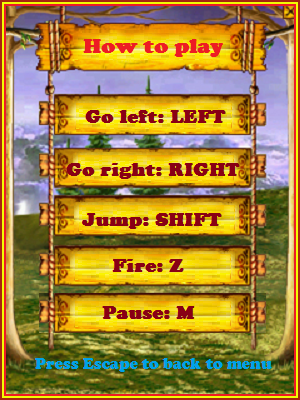 How to play
Go left: LEFT
Go right: RIGHT
Jump: SHIFT
Fire: Z
Pause: M
Press Escape to back to menu